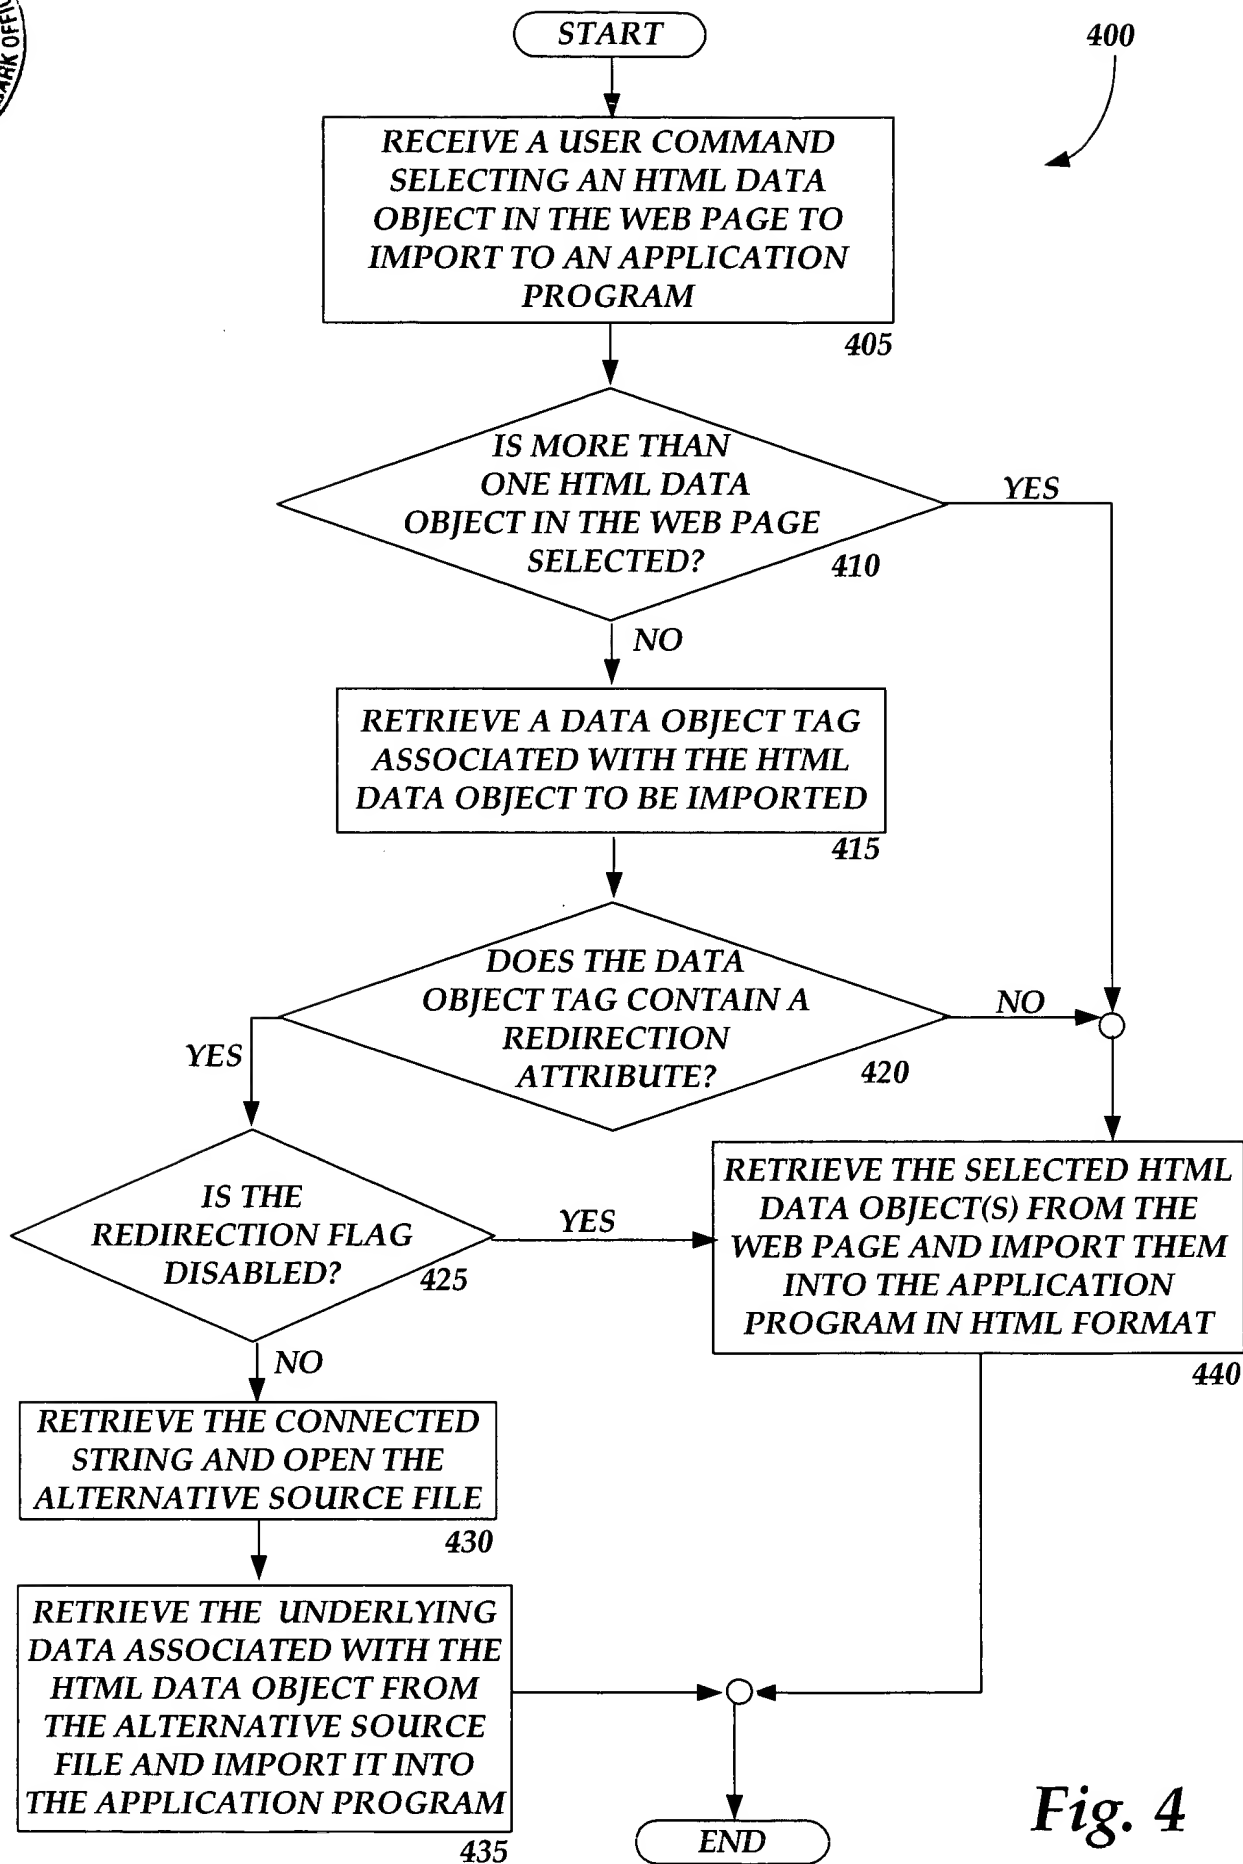 ARK OFFI
START
400
RECEIVE A USER COMMAND
SELECTING AN HTML DATA
OBJECT IN THE WEB PAGE TO
IMPORT TO AN APPLICATION
PROGRAM
405
IS MORE THAN
ONE HTML DATA
OBJECT IN THE WEB PAGE
SELECTED?
410
YES
NO
RETRIEVE A DATA OBJECT TAG
ASSOCIATED WITH THE HTML
DATA OBJECT TO BE IMPORTED
415
DOES THE DATA
OBJECT TAG CONTAIN A
REDIRECTION
ATTRIBUTE?
420
NO
YES
IS THE
REDIRECTION FLAG
DISABLED?
425
YES
RETRIEVE THE SELECTED HTML
DATA OBJECT(S) FROM THE
WEB PAGE AND IMPORT THEM
INTO THE APPLICATION
PROGRAM IN HTML FORMAT
440
NO
RETRIEVE THE CONNECTED
STRING AND OPEN THE
ALTERNATIVE SOURCE FILE
430
RETRIEVE THE UNDERLYING
DATA ASSOCIATED WITH THE
HTML DATA OBJECT FROM
THE ALTERNATIVE SOURCE
FILE AND IMPORT IT INTO
THE APPLICATION PROGRAM
435
END
Fig. 4